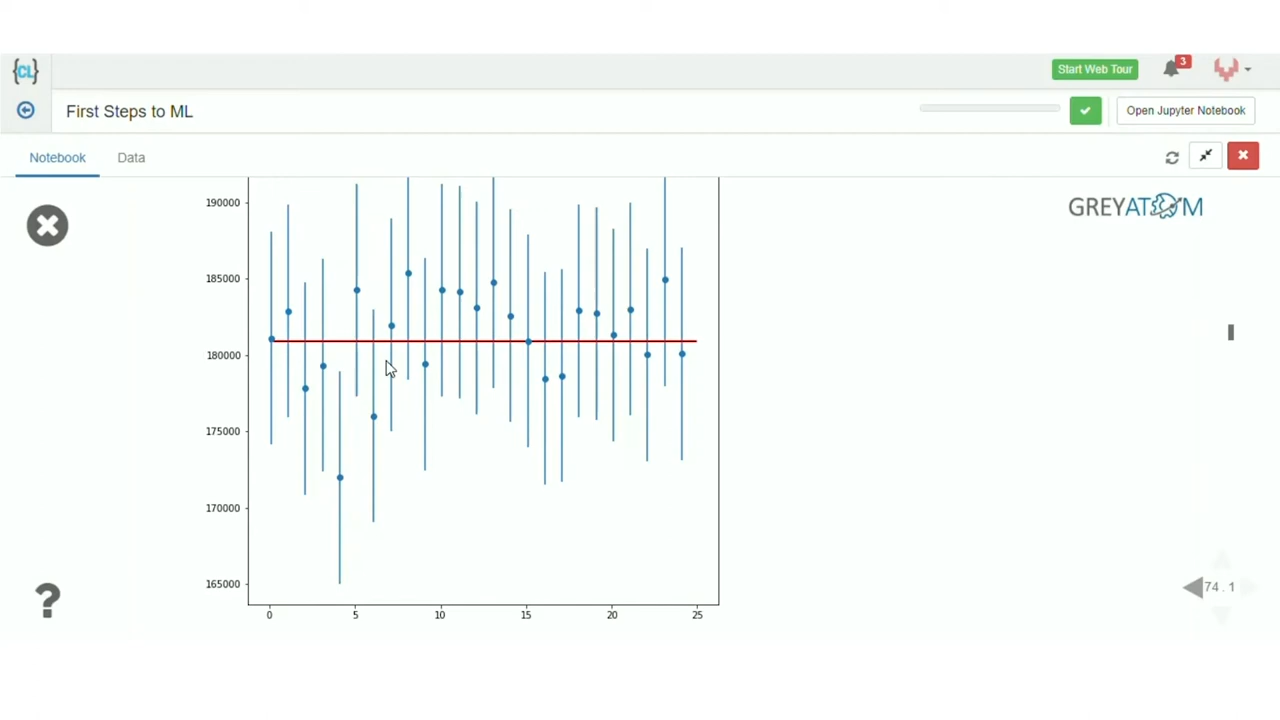 {CL}
Start Web Tour
3
First Steps to ML
Open Jupyter Notebook
Notebook
Data
GREYATOM
190000
185000
180000
175000
170000
165000
0 5 10 15 20 25
?
74.1